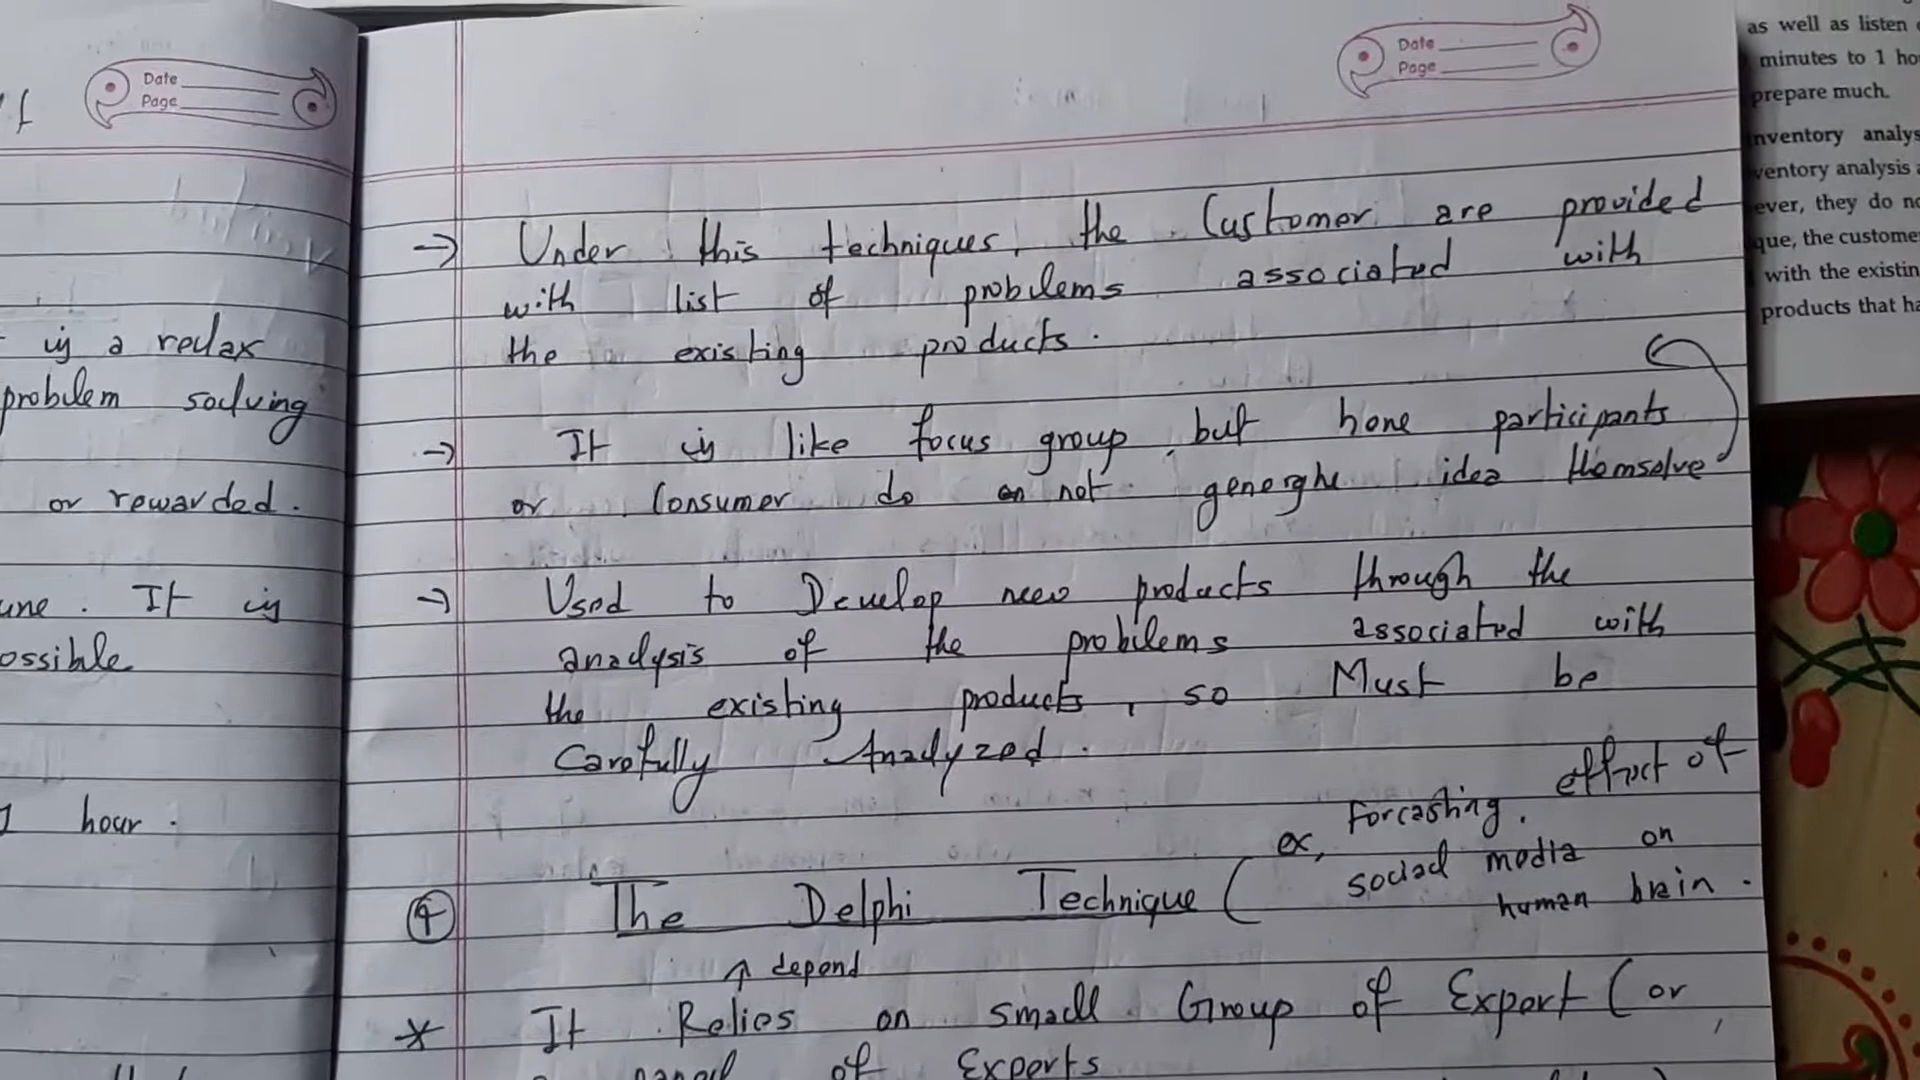 Date
Page
is a relax
problem solving
or rewarded.
. It is
ossible
1 hour.
Date
Page
→ Under this techniques, the Customer are provided
with list of problems associated with
the existing products.
→ It is like focus group, but hone participants
or Consumer do not idea themselve
→ Used to Develop new products through the
analysis of the problems associated with
the existing products, so Must be
Carefully Analyzed.
④ The Delphi Technique ( ex, Forcasting. effect of
social media on
human brain.
↑ depend
* It Relies on small Group of Expert (or
of Experts
as well as listen
minutes to 1 ho
prepare much.
nventory analys
ventory analysis a
ever, they do no
que, the custome
with the existin
products that ha